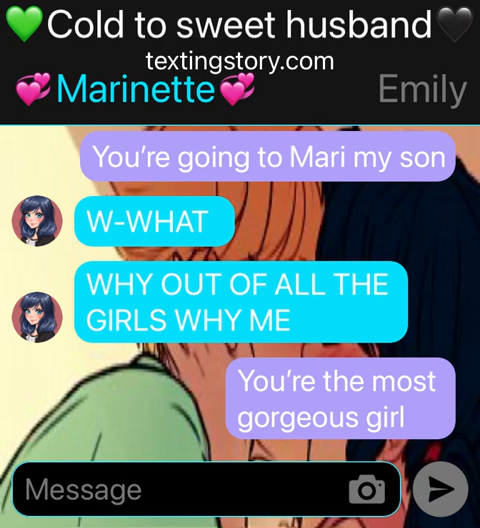 💚Cold to sweet husband🖤
textingstory.com
💞Marinette💞 Emily
You’re going to Mari my son
W-WHAT
WHY OUT OF ALL THE
GIRLS WHY ME
You’re the most
gorgeous girl
Message